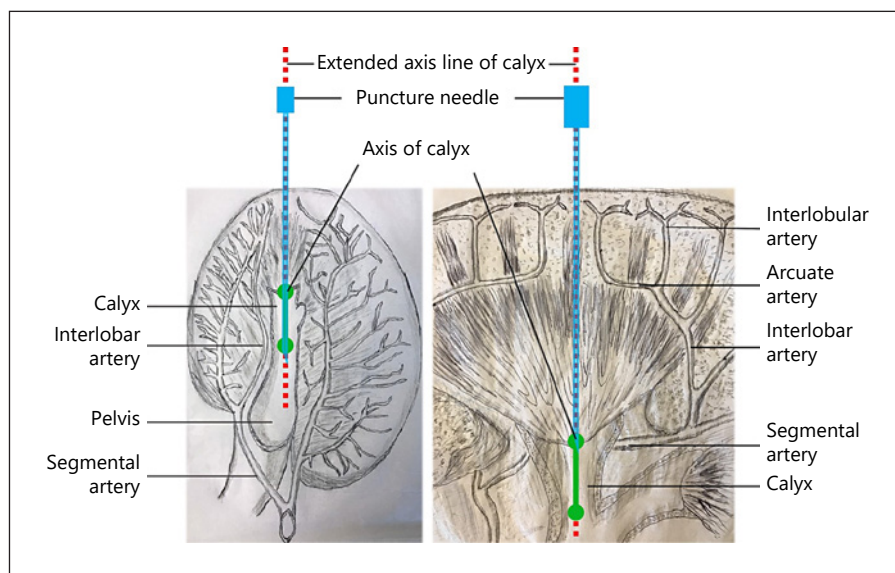 Extended axis line of calyx
Puncture needle
Axis of calyx
Calyx
Interlobar
artery
Pelvis
Segmental
artery
Interlobular
artery
Arcuate
artery
Interlobar
artery
Segmental
artery
Calyx